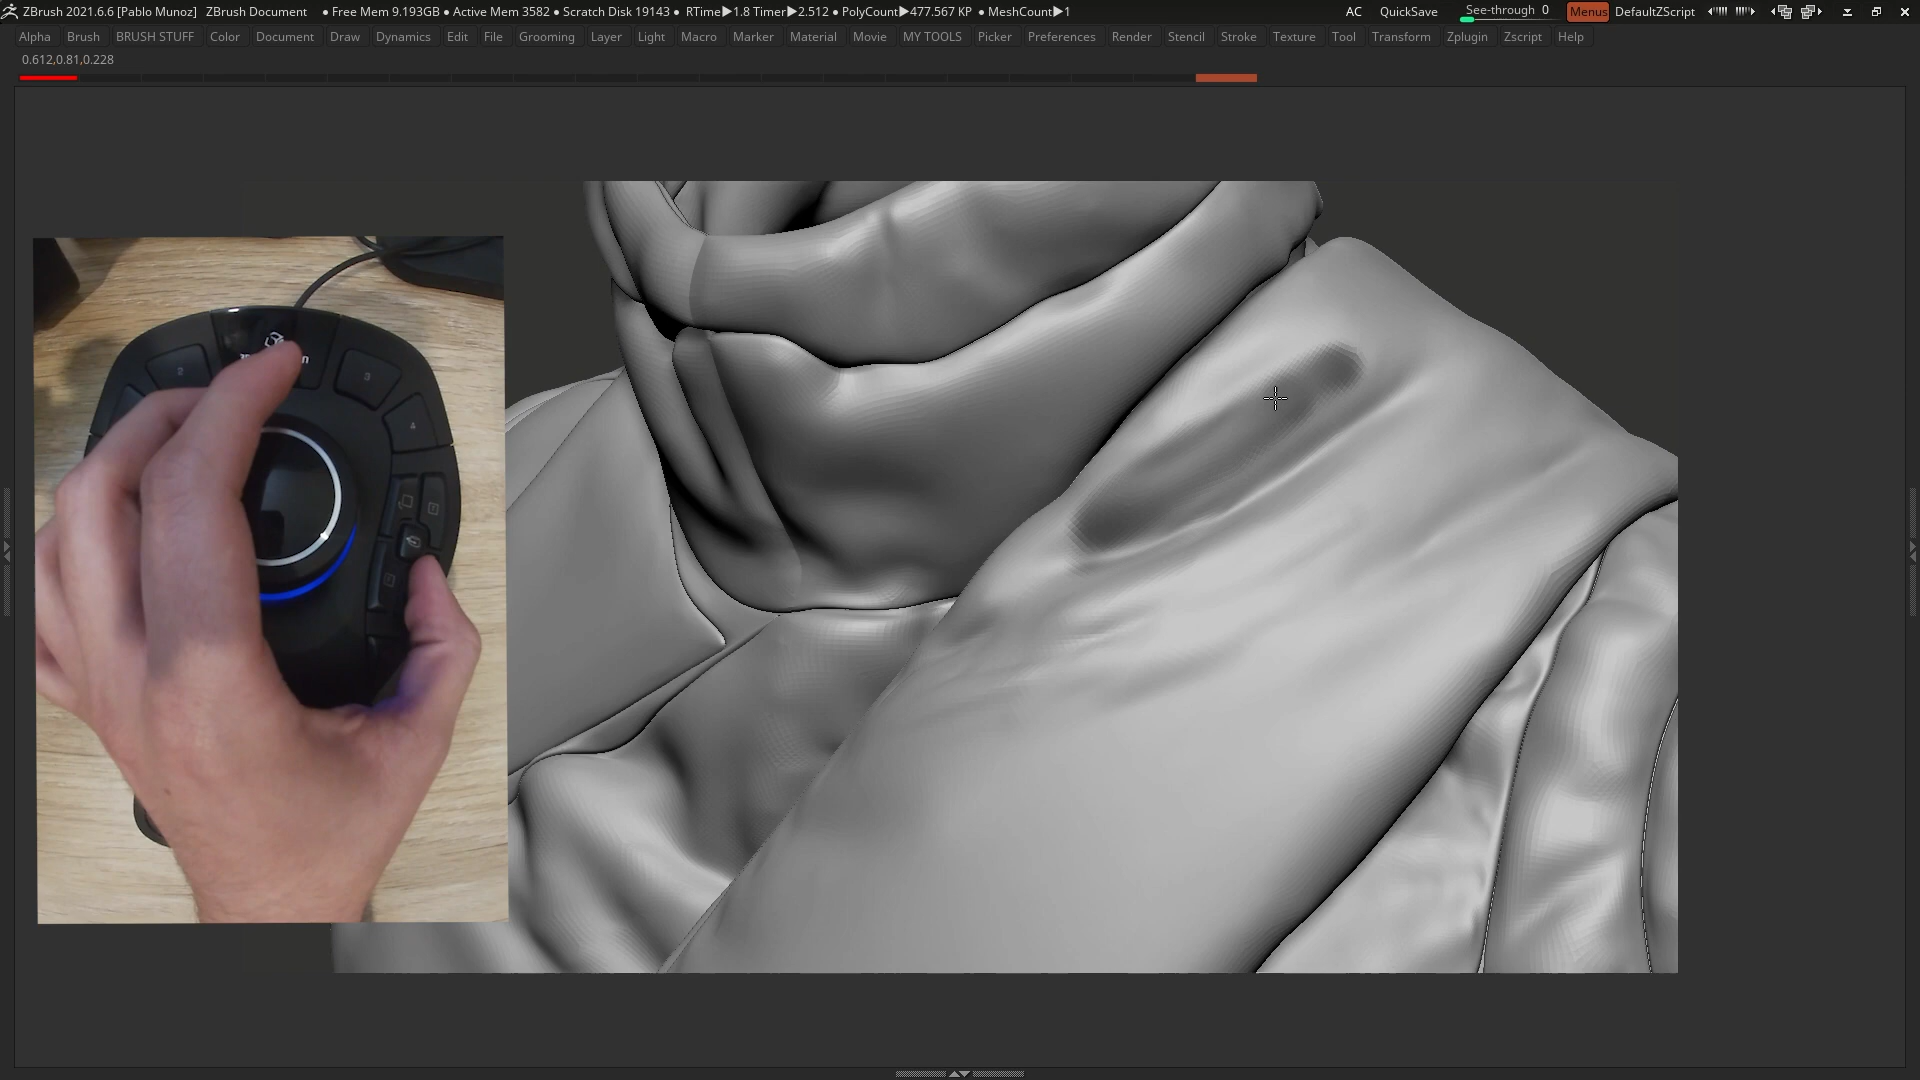 ZBrush 2021.6.6 [Pablo Munoz] ZBrush Document ● Free Mem 9.193GB ● Active Mem 3582 ● Scratch Disk 19143 ● RTime▶1.8 Timer▶2.512 ● PolyCount▶477.567 KP ● MeshCount▶1 AC QuickSave See-through 0 Menus DefaultZScript
Alpha Brush BRUSH STUFF Color Document Draw Dynamics Edit File Grooming Layer Light Macro Marker Material Movie MY TOOLS Picker Preferences Render Stencil Stroke Texture Tool Transform Zplugin Zscript Help
0.612,0.81,0.228
2
3
4